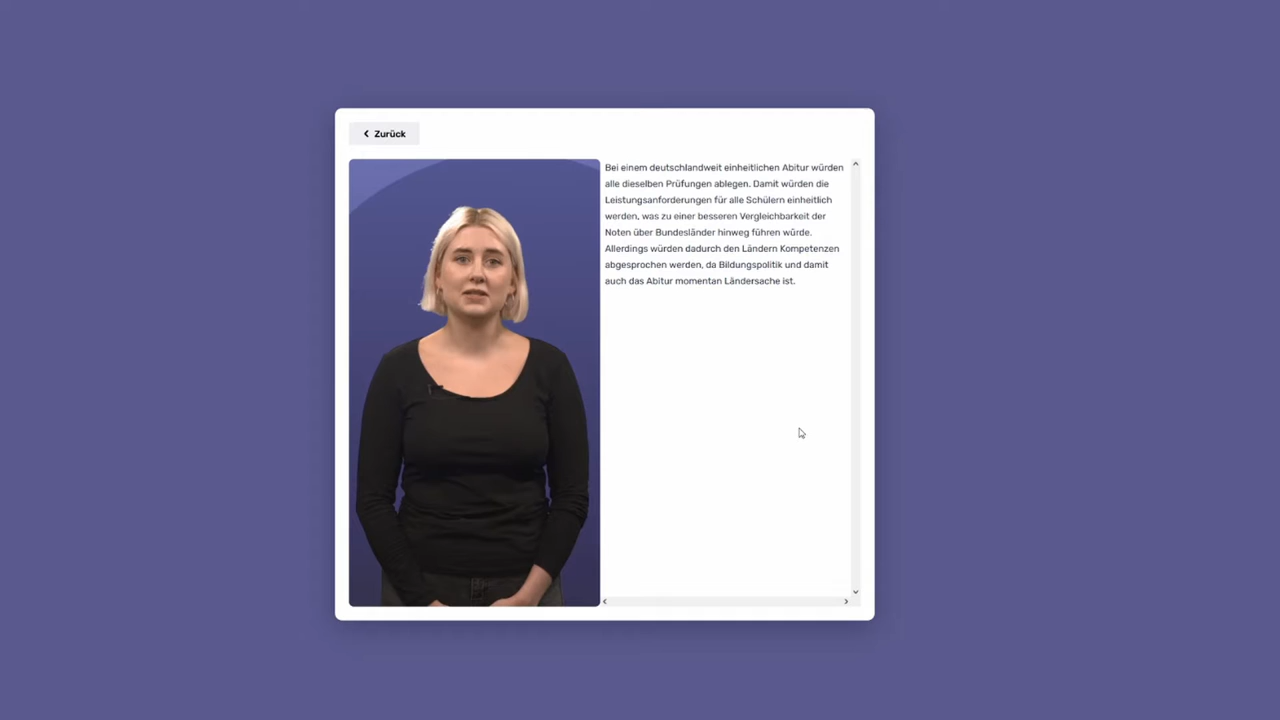 Zurück
Bei einem deutschlandweit einheitlichen Abitur würden
alle dieselben Prüfungen ablegen. Damit würden die
Leistungsanforderungen für alle Schülern einheitlich
werden, was zu einer besseren Vergleichbarkeit der
Noten über Bundesländer hinweg führen würde.
Allerdings würden dadurch den Ländern Kompetenzen
abgesprochen werden, da Bildungspolitik und damit
auch das Abitur momentan Ländersache ist.